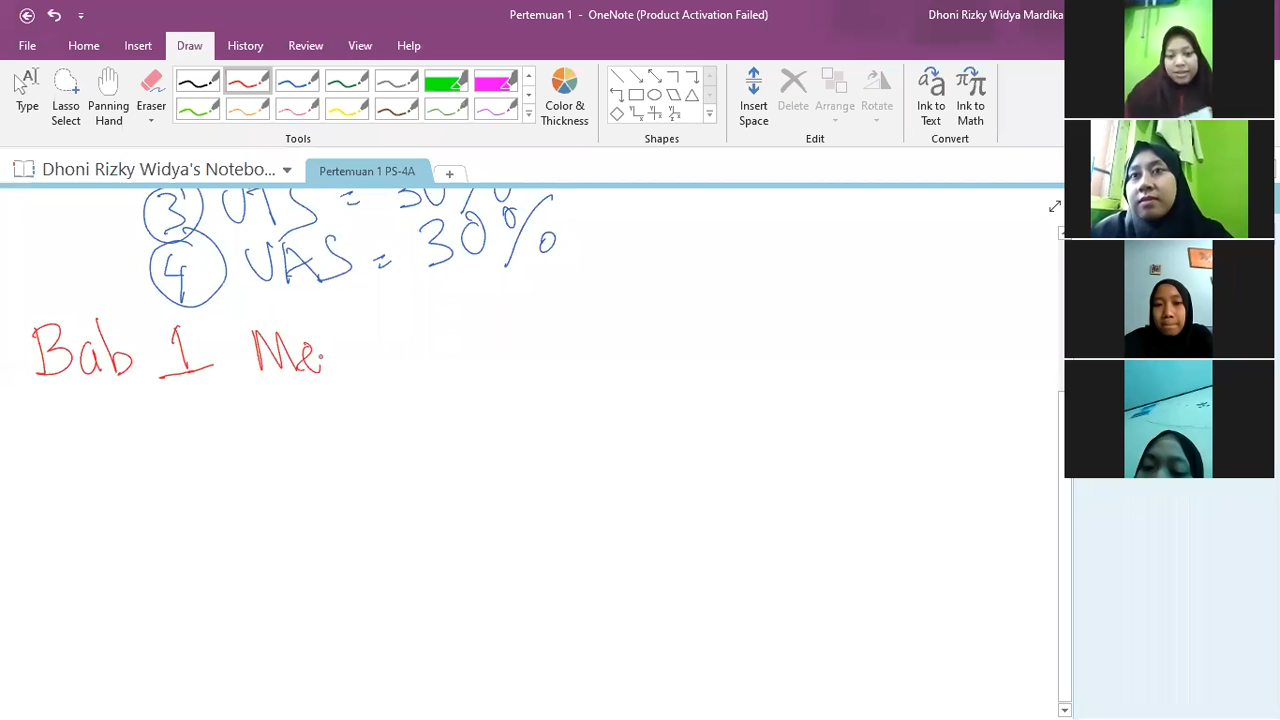 Pertemuan 1 - OneNote (Product Activation Failed)
Dhoni Rizky Widya Mardika
File Home Insert Draw History Review View Help
Type
Lasso Select
Panning Hand
Eraser
Color & Thickness
Insert Space
Delete
Arrange
Rotate
Ink to Text
Ink to Math
Tools
Shapes
Edit
Convert
Dhoni Rizky Widya's Notebo...
Pertemuan 1 PS-4A
3 UTS = 30%
4 UAS = 30%
Bab 1 Me